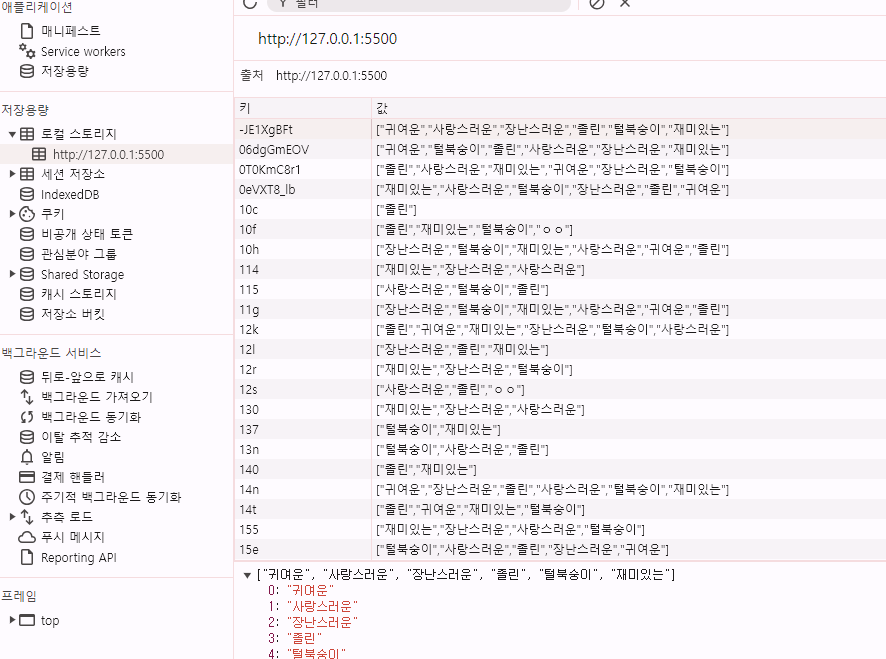 애플리케이션
매니페스트
Service workers
저장용량
저장용량
로컬 스토리지
http://127.0.0.1:5500
세션 저장소
IndexedDB
쿠키
비공개 상태 토큰
관심분야 그룹
Shared Storage
캐시 스토리지
저장소 버킷
백그라운드 서비스
뒤로-앞으로 캐시
백그라운드 가져오기
백그라운드 동기화
이탈 추적 감소
알림
결제 핸들러
주기적 백그라운드 동기화
추측 로드
푸시 메시지
Reporting API
프레임
top
필터
http://127.0.0.1:5500
출처 http://127.0.0.1:5500
키 값
-JE1XgBFt ["귀여운","사랑스러운","장난스러운","졸린","털북숭이","재미있는"]
06dgGmEOV ["귀여운","털북숭이","졸린","사랑스러운","장난스러운","재미있는"]
0T0KmC8r1 ["졸린","사랑스러운","재미있는","귀여운","장난스러운","털북숭이"]
0eVXT8_lb ["재미있는","사랑스러운","털북숭이","장난스러운","졸린","귀여운"]
10c ["졸린"]
10f ["졸린","재미있는","털북숭이","ㅇㅇ"]
10h ["장난스러운","털북숭이","재미있는","사랑스러운","귀여운","졸린"]
114 ["재미있는","장난스러운","사랑스러운"]
115 ["사랑스러운","털북숭이","졸린"]
11g ["장난스러운","털북숭이","재미있는","사랑스러운","귀여운","졸린"]
12k ["졸린","귀여운","재미있는","장난스러운","털북숭이","사랑스러운"]
12l ["장난스러운","졸린","재미있는"]
12r ["재미있는","장난스러운","털북숭이"]
12s ["사랑스러운","졸린","ㅇㅇ"]
130 ["재미있는","장난스러운","사랑스러운"]
137 ["털북숭이","재미있는"]
13n ["털북숭이","사랑스러운","졸린"]
140 ["졸린","재미있는"]
14n ["귀여운","장난스러운","졸린","사랑스러운","털북숭이","재미있는"]
14t ["졸린","귀여운","재미있는","털북숭이"]
155 ["재미있는","장난스러운","사랑스러운","털북숭이"]
15e ["털북숭이","사랑스러운","졸린","장난스러운","귀여운"]
["귀여운", "사랑스러운", "장난스러운", "졸린", "털북숭이", "재미있는"]
0: "귀여운"
1: "사랑스러운"
2: "장난스러운"
3: "졸린"
4: "털북숭이"